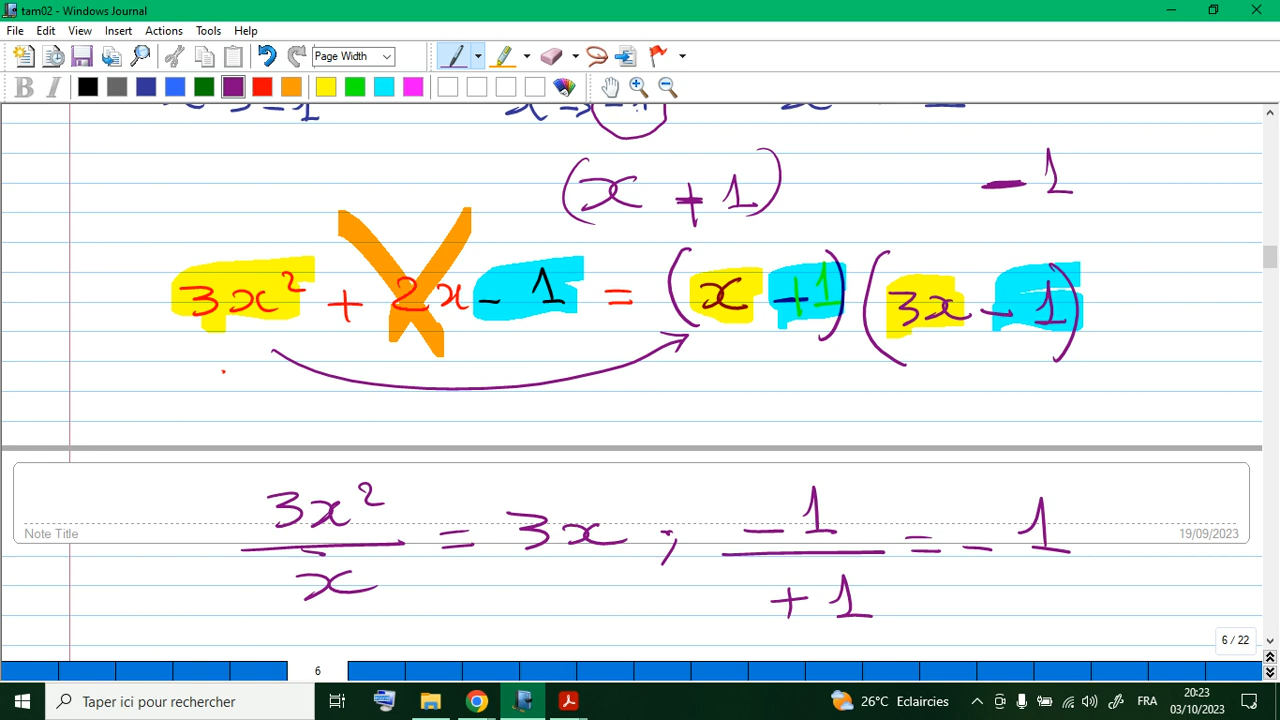 tam02 - Windows Journal
File Edit View Insert Actions Tools Help
Page Width
B I
(x + 1) - 1
3x² + 2x - 1 = (x + 1)(3x - 1)
3x²/x = 3x ; -1/+1 = -1
Note Title 19/09/2023
6 / 22
6
Taper ici pour rechercher 26°C Eclaircies FRA 20:23
03/10/2023